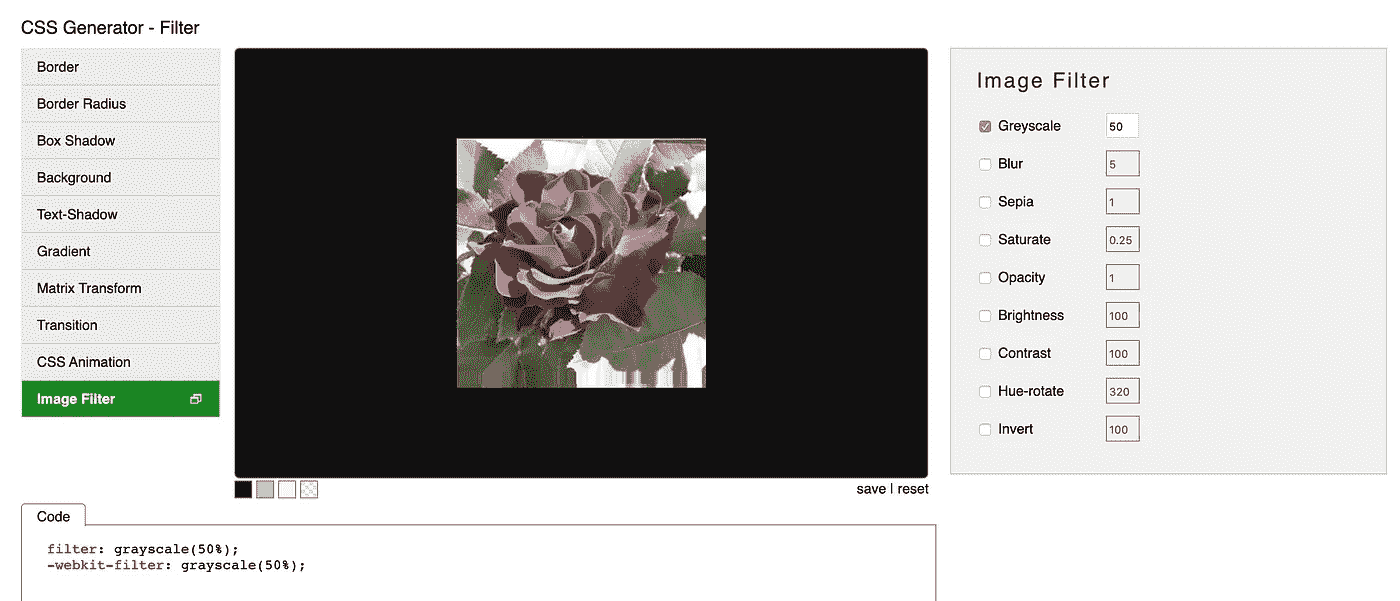 CSS Generator - Filter
Border
Border Radius
Box Shadow
Background
Text-Shadow
Gradient
Matrix Transform
Transition
CSS Animation
Image Filter
save | reset
Image Filter
Greyscale 50
Blur 5
Sepia 1
Saturate 0.25
Opacity 1
Brightness 100
Contrast 100
Hue-rotate 320
Invert 100
Code
filter: grayscale(50%);
-webkit-filter: grayscale(50%);